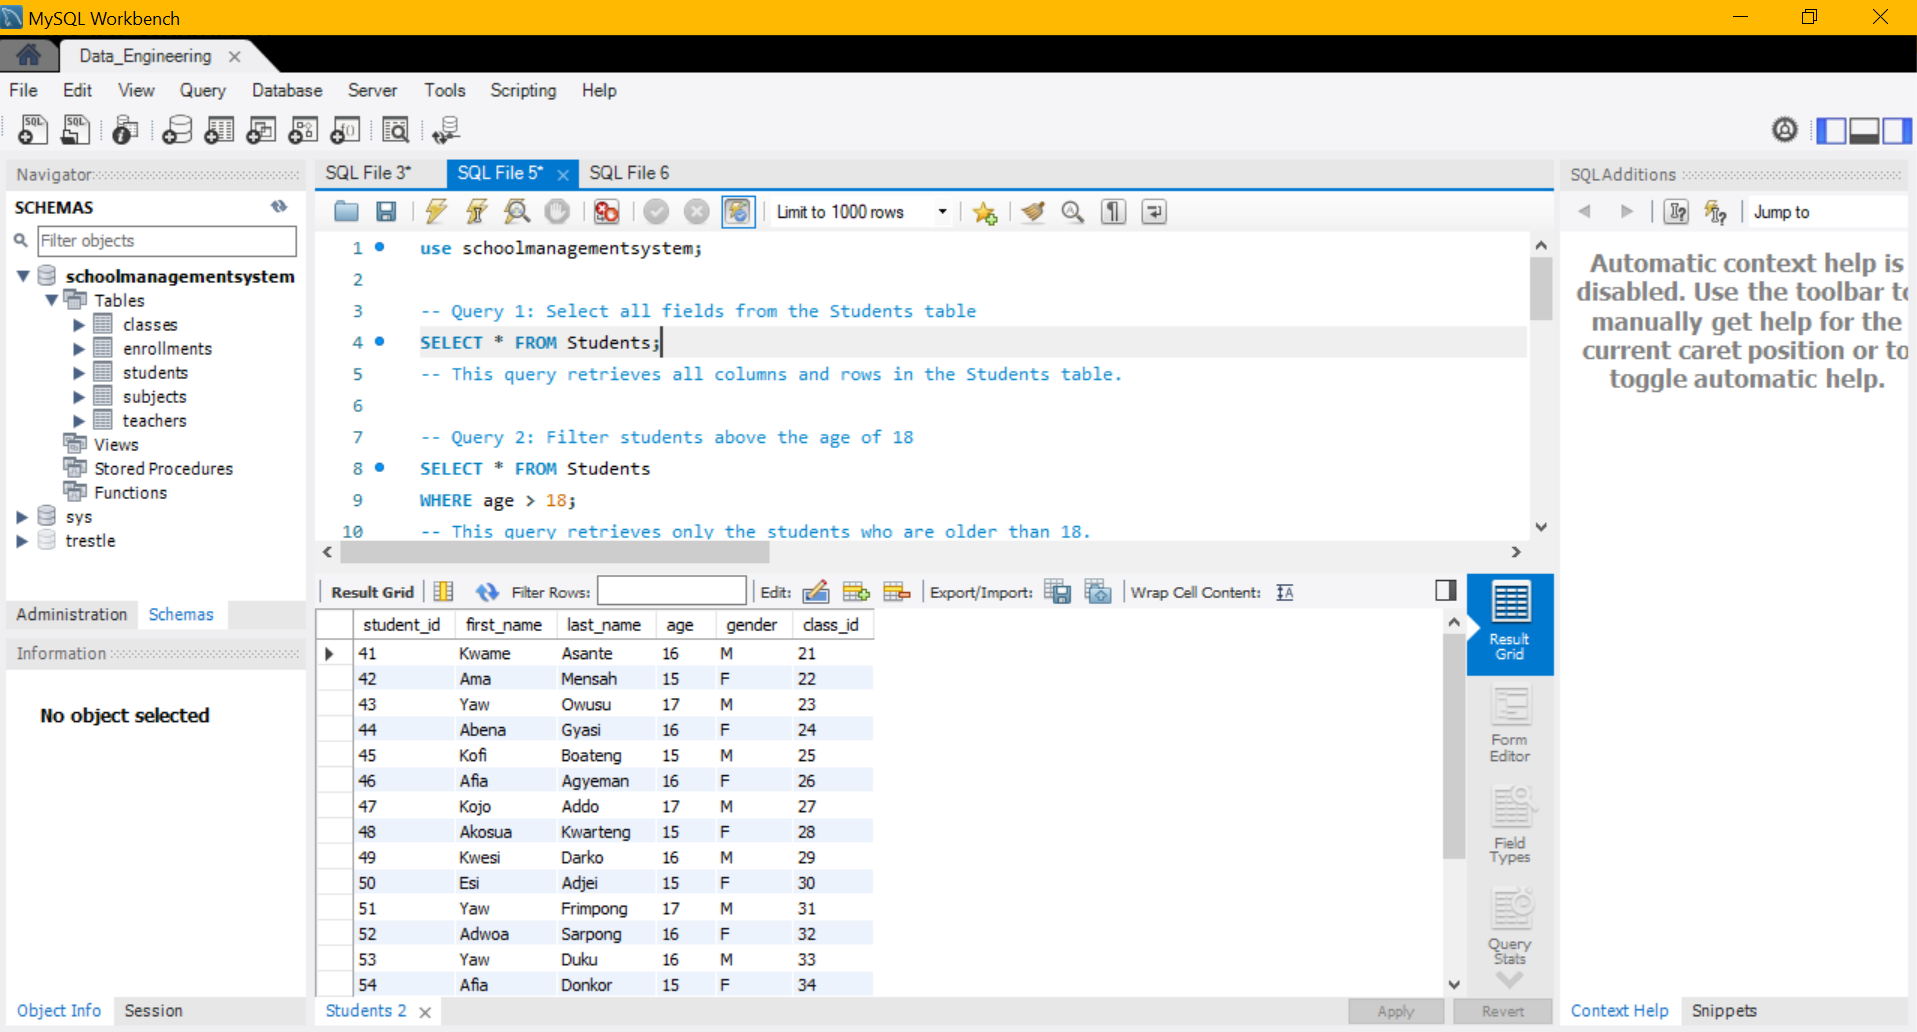 MySQL Workbench
Data_Engineering
File Edit View Query Database Server Tools Scripting Help
Navigator
SCHEMAS
Filter objects
schoolmanagementsystem
Tables
classes
enrollments
students
subjects
teachers
Views
Stored Procedures
Functions
sys
trestle
Administration Schemas
Information
No object selected
Object Info Session
SQL File 3* SQL File 5* SQL File 6
Limit to 1000 rows
1 use schoolmanagementsystem;
2
3 -- Query 1: Select all fields from the Students table
4 SELECT * FROM Students;
5 -- This query retrieves all columns and rows in the Students table.
6
7 -- Query 2: Filter students above the age of 18
8 SELECT * FROM Students
9 WHERE age > 18;
10 -- This query retrieves only the students who are older than 18.
Result Grid Filter Rows: Edit: Export/Import: Wrap Cell Content:
student_id first_name last_name age gender class_id
41 Kwame Asante 16 M 21
42 Ama Mensah 15 F 22
43 Yaw Owusu 17 M 23
44 Abena Gyasi 16 F 24
45 Kofi Boateng 15 M 25
46 Afia Agyeman 16 F 26
47 Kojo Addo 17 M 27
48 Akosua Kwarteng 15 F 28
49 Kwesi Darko 16 M 29
50 Esi Adjei 15 F 30
51 Yaw Frimpong 17 M 31
52 Adwoa Sarpong 16 F 32
53 Yaw Duku 16 M 33
54 Afia Donkor 15 F 34
Result
Grid
Form
Editor
Field
Types
Query
Stats
Students 2
Apply Revert
SQLAdditions
Jump to
Automatic context help is
disabled. Use the toolbar to
manually get help for the
current caret position or to
toggle automatic help.
Context Help Snippets